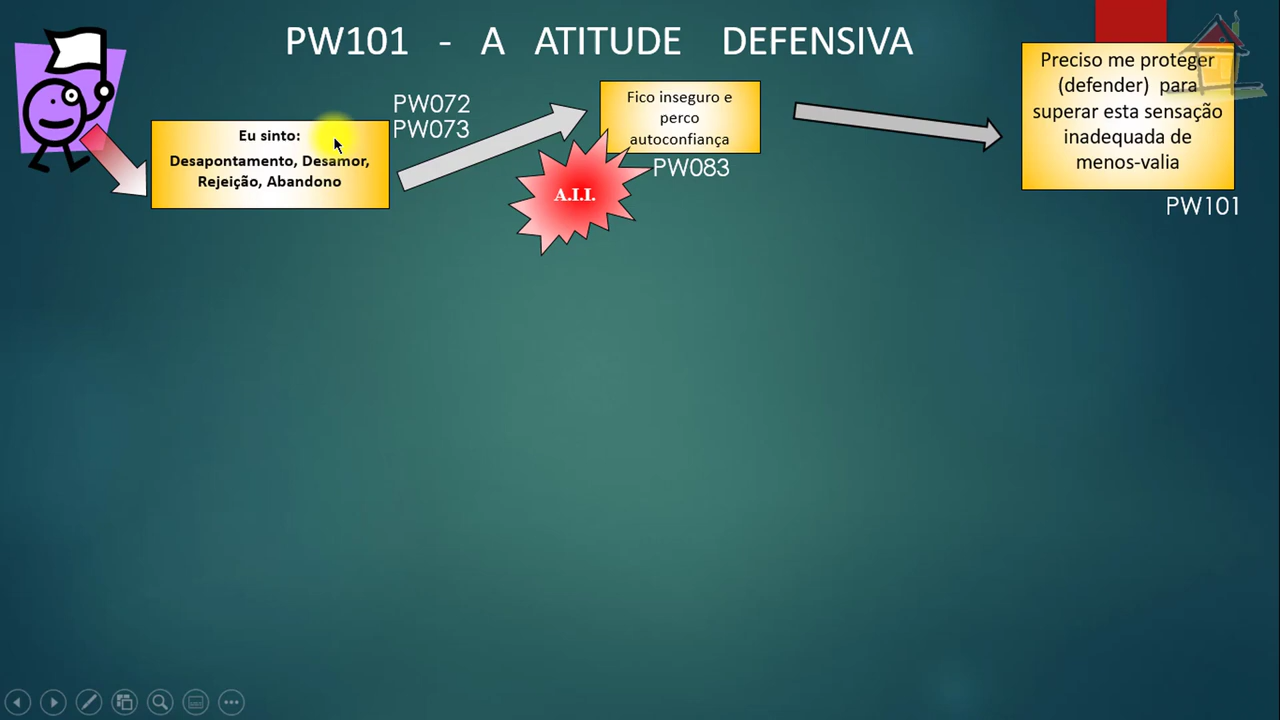 PW101 - A ATITUDE DEFENSIVA
Eu sinto:
Desapontamento, Desamor,
Rejeição, Abandono
PW072
PW073
Fico inseguro e
perco
autoconfiança
PW083
A.I.I.
Preciso me proteger
(defender) para
superar esta sensação
inadequada de
menos-valia
PW101